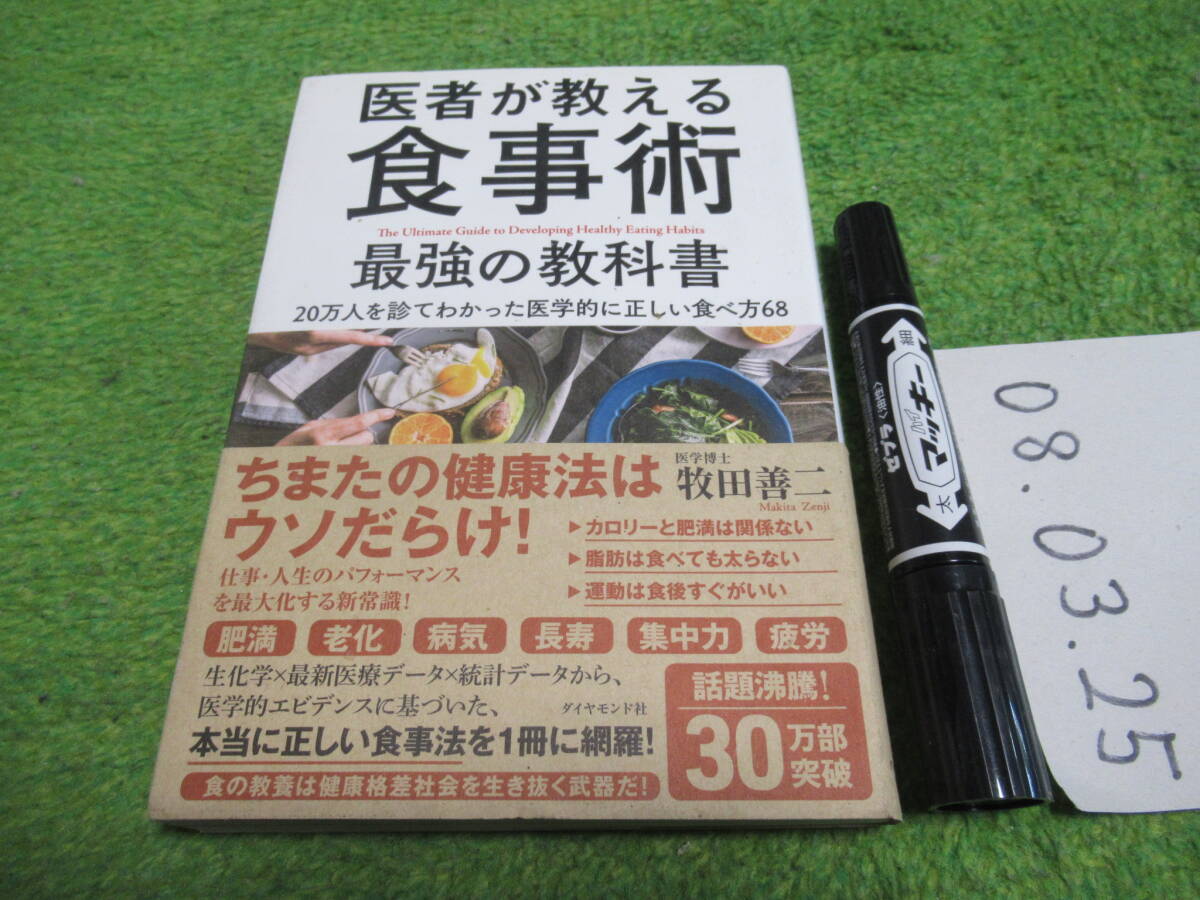 医者が教える
食事術
The Ultimate Guide to Developing Healthy Eating Habits
最強の教科書
20万人を診てわかった医学的に正しい食べ方68
ちまたの健康法は
ウソだらけ!
医学博士
牧田善二
Makita Zenji
▶カロリーと肥満は関係ない
▶脂肪は食べても太らない
▶運動は食後すぐがいい
仕事・人生のパフォーマンス
を最大化する新常識!
肥満 老化 病気 長寿 集中力 疲労
生化学×最新医療データ×統計データから、
医学的エビデンスに基づいた、
ダイヤモンド社
本当に正しい食事法を1冊に網羅!
食の教養は健康格差社会を生き抜く武器だ!
話題沸騰!
30万部
突破
細
マッキー
ゼブラ
太
08.03.25